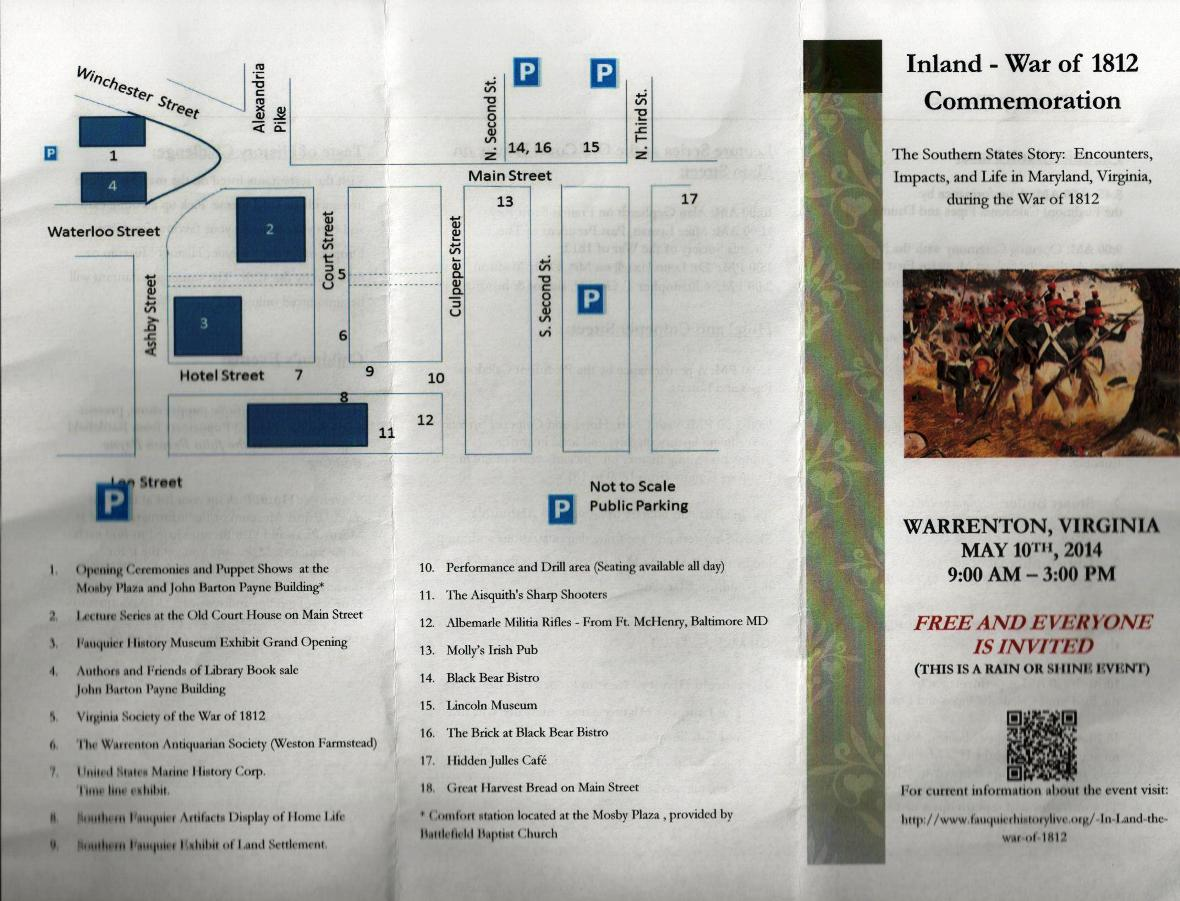 Winchester Street
Alexandria
Pike
N. Second St.
P
P
N. Third St.
P
1
4
14, 16
15
Main Street
Waterloo Street
2
13
17
Court Street
Culpeper Street
5
Ashby Street
S. Second St.
P
3
6
Hotel Street
7
9
10
8
11
12
Street
P
P
Not to Scale
Public Parking
1. Opening Ceremonies and Puppet Shows at the
Mosby Plaza and John Barton Payne Building*
2. Lecture Series at the Old Court House on Main Street
3. Fauquier History Museum Exhibit Grand Opening
4. Authors and Friends of Library Book sale
John Barton Payne Building
5. Virginia Society of the War of 1812
6. The Warrenton Antiquarian Society (Weston Farmstead)
7. United States Marine History Corp.
Time line exhibit.
8. Southern Fauquier Artifacts Display of Home Life
9. Southern Fauquier Exhibit of Land Settlement.
10. Performance and Drill area (Seating available all day)
11. The Aisquith's Sharp Shooters
12. Albemarle Militia Rifles - From Ft. McHenry, Baltimore MD
13. Molly's Irish Pub
14. Black Bear Bistro
15. Lincoln Museum
16. The Brick at Black Bear Bistro
17. Hidden Julles Café
18. Great Harvest Bread on Main Street
* Comfort station located at the Mosby Plaza , provided by
Battlefield Baptist Church
Inland - War of 1812
Commemoration
The Southern States Story: Encounters,
Impacts, and Life in Maryland, Virginia,
during the War of 1812
WARRENTON, VIRGINIA
MAY 10TH, 2014
9:00 AM – 3:00 PM
FREE AND EVERYONE
IS INVITED
(THIS IS A RAIN OR SHINE EVENT)
For current information about the event visit:
http://www.fauquierhistorylive.org/-In-Land-the-
war-of-1812